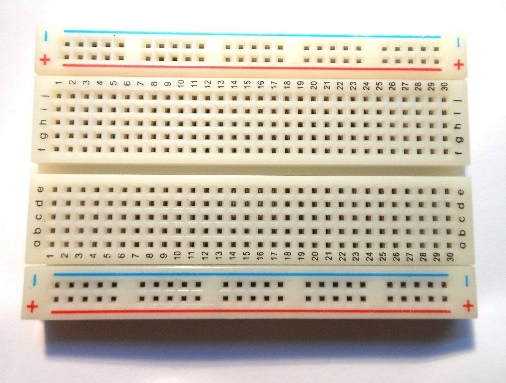 − −
+ +
1 2 3 4 5 6 7 8 9 10 11 12 13 14 15 16 17 18 19 20 21 22 23 24 25 26 27 28 29 30
j j
i i
h h
g g
f f
e e
d d
c c
b b
a a
1 2 3 4 5 6 7 8 9 10 11 12 13 14 15 16 17 18 19 20 21 22 23 24 25 26 27 28 29 30
− −
+ +